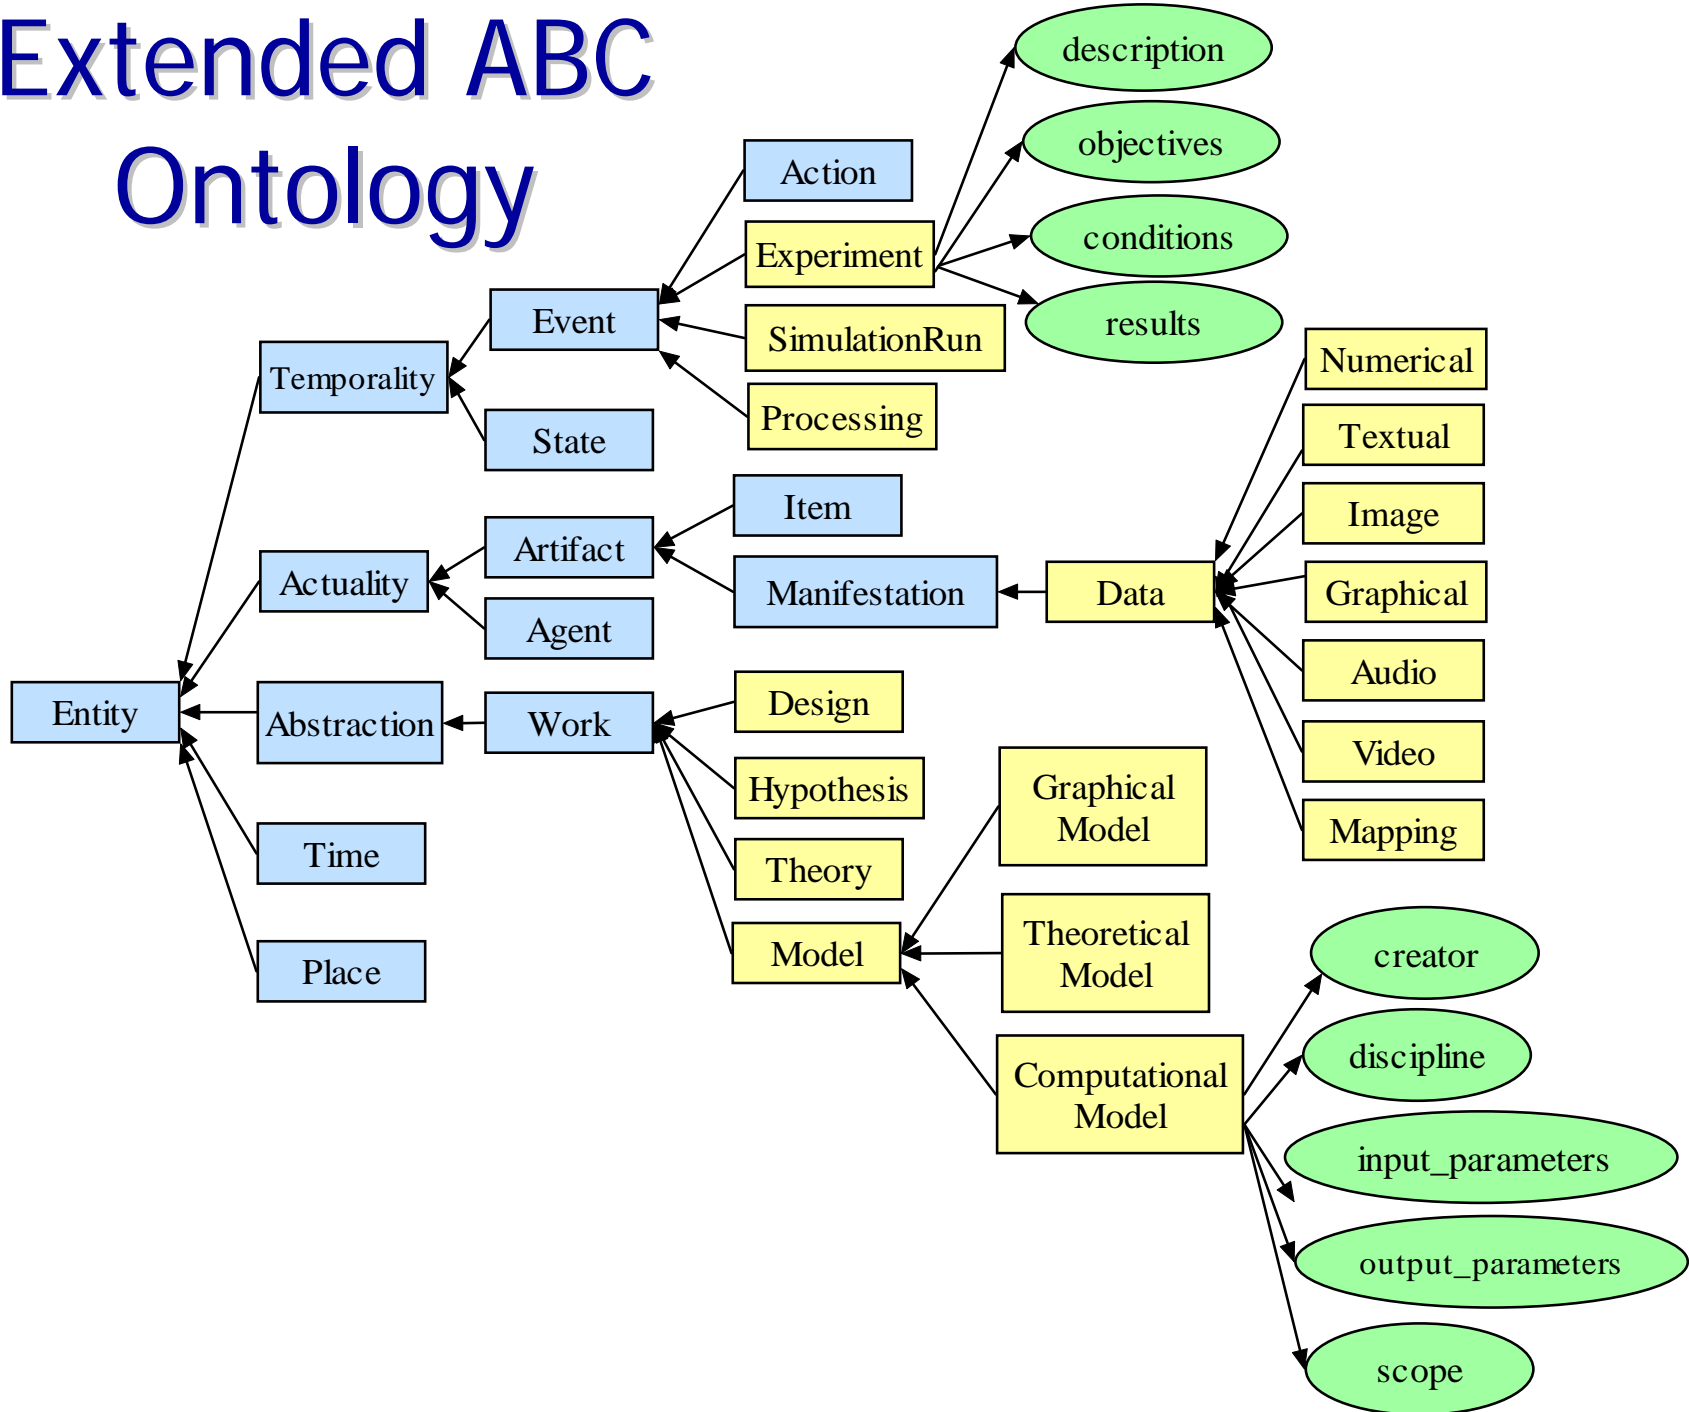 Extended ABC
Ontology
description
objectives
conditions
results
Action
Experiment
SimulationRun
Processing
Event
Temporality
State
Item
Artifact
Manifestation
Actuality
Agent
Data
Numerical
Textual
Image
Graphical
Audio
Video
Mapping
Entity
Abstraction
Work
Design
Hypothesis
Theory
Model
Time
Place
Graphical
Model
Theoretical
Model
Computational
Model
creator
discipline
input_parameters
output_parameters
scope